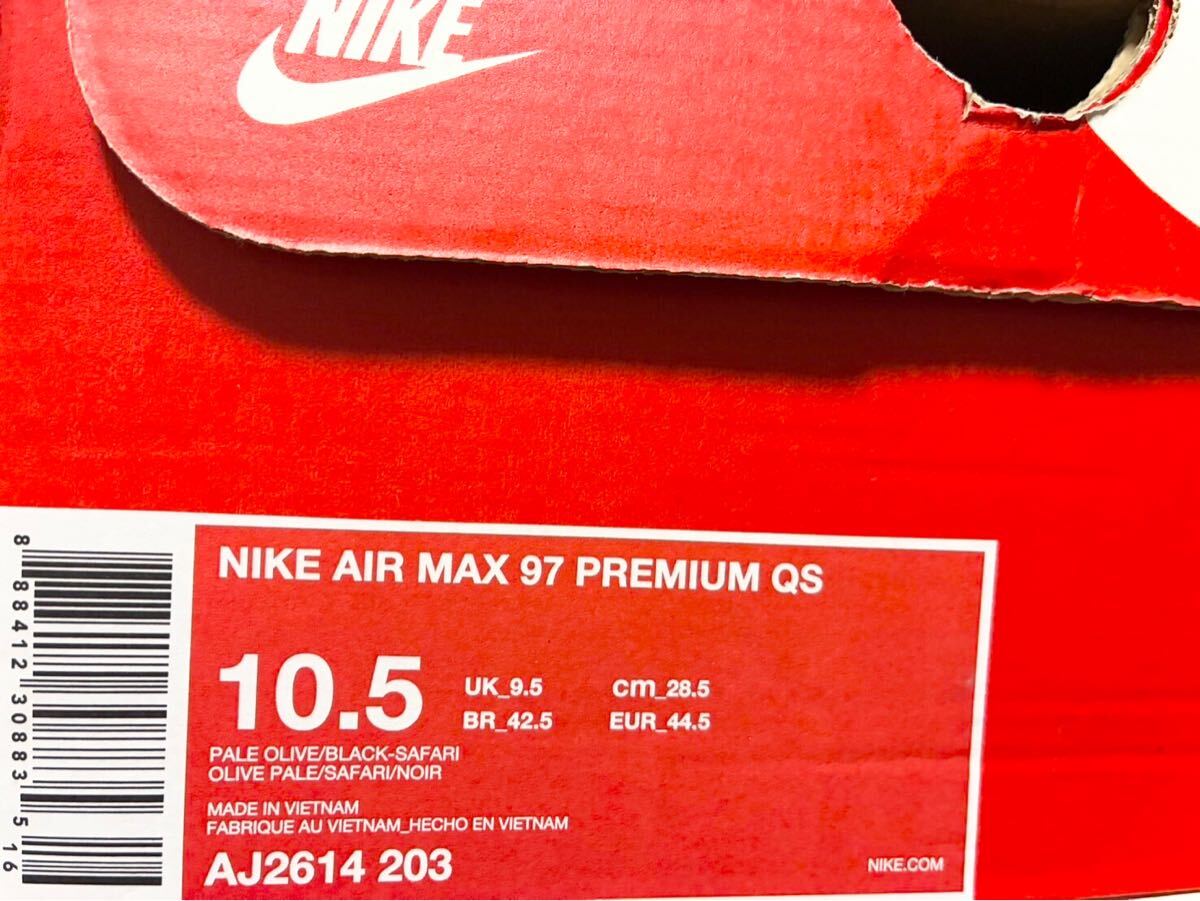 NIKE
NIKE AIR MAX 97 PREMIUM QS
10.5
UK_9.5 cm_28.5
BR_42.5 EUR_44.5
PALE OLIVE/BLACK-SAFARI
OLIVE PALE/SAFARI/NOIR
MADE IN VIETNAM
FABRIQUE AU VIETNAM_HECHO EN VIETNAM
AJ2614 203
NIKE.COM
8 88412 30883 5 16